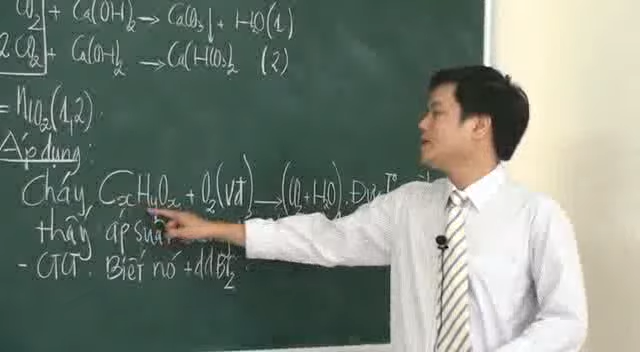 CO₂ + Ca(OH)₂ → CaCO₃↓ + H₂O (1)
2CO₂ + Ca(OH)₂ → Ca(HCO₃)₂ (2)
= nCO₂(1,2).
Áp dụng:
Cháy CxHyOx + O₂(vđ) → (CO₂ + H₂O). Đưa T°
thấy áp suất
- CTCT. Biết nó + ddBr₂